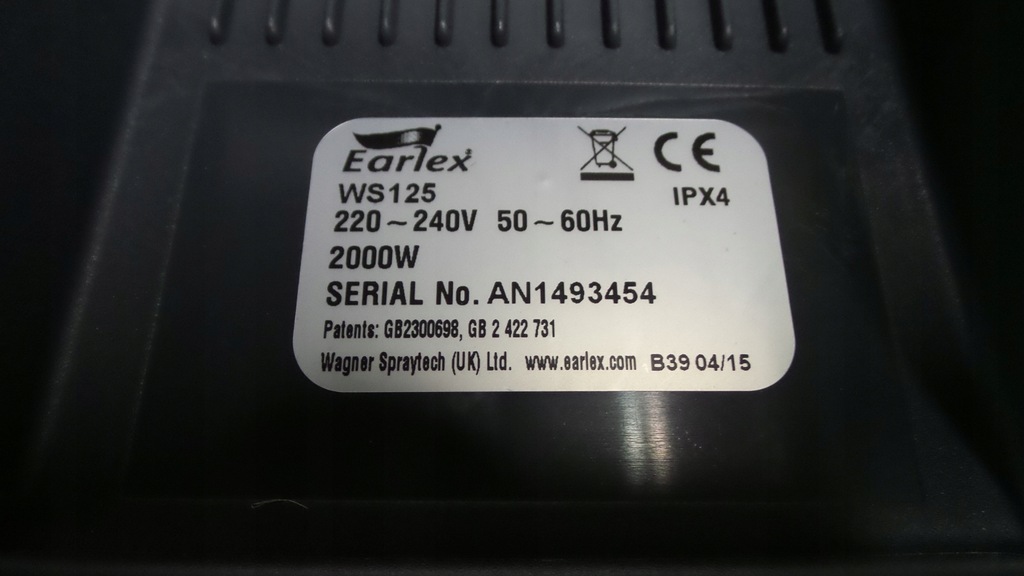 Earlex
CE
WS125
IPX4
220~240V 50~60Hz
2000W
SERIAL No. AN1493454
Patents: GB2300698, GB 2 422 731
Wagner Spraytech (UK) Ltd. www.earlex.com B39 04/15